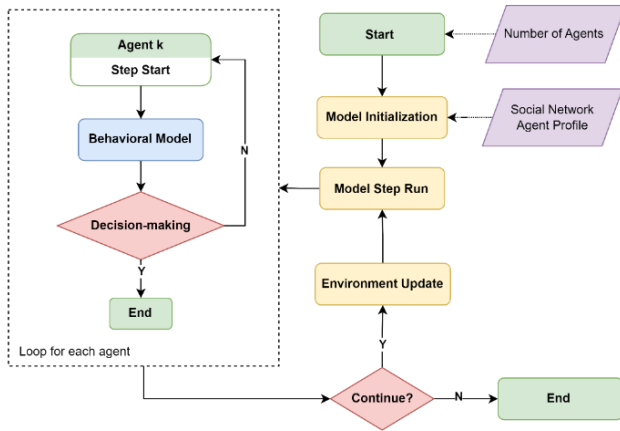 Agent k
Step Start
Behavioral Model
N
Decision-making
Y
End
Loop for each agent
Start
Number of Agents
Model Initialization
Social Network
Agent Profile
Model Step Run
Environment Update
Y
Continue?
N
End